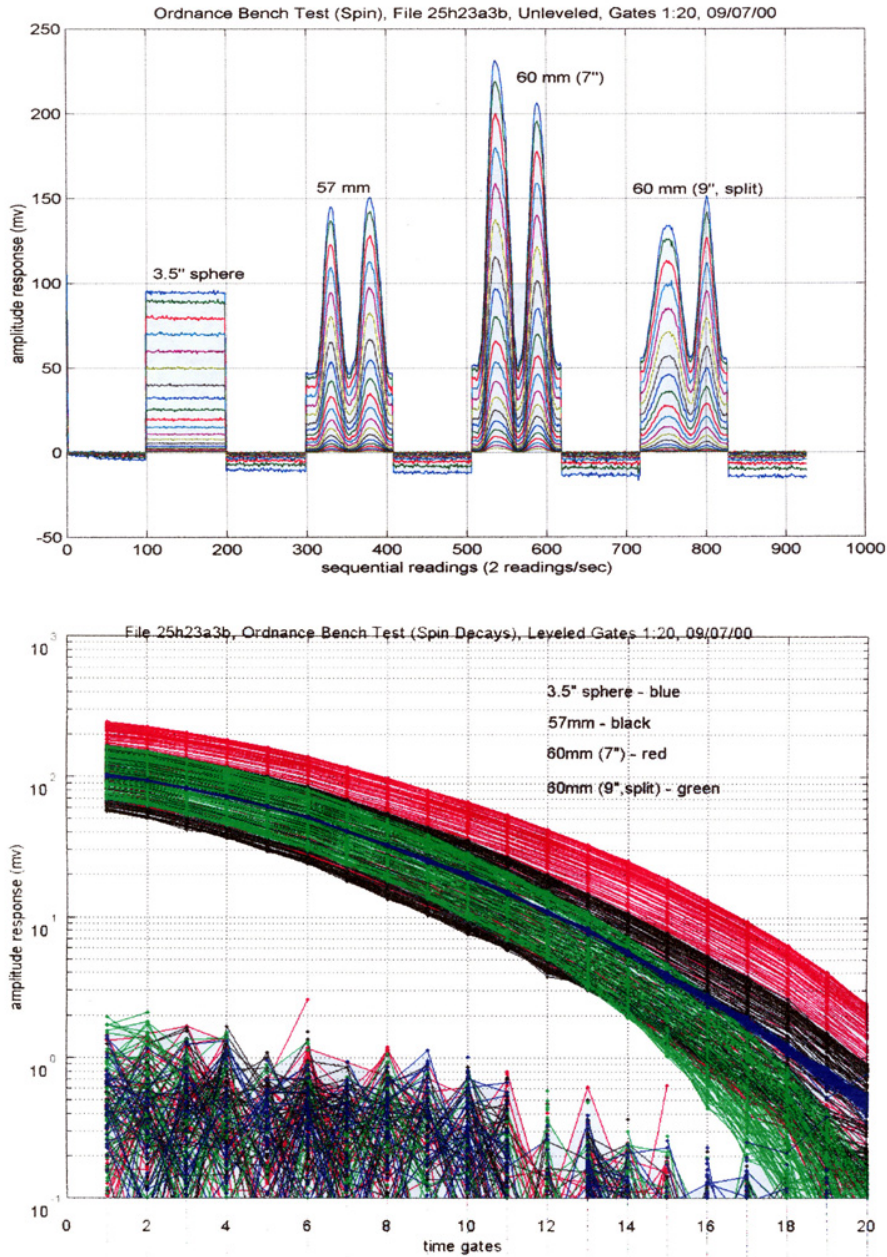 Ordnance Bench Test (Spin), File 25h23a3b, Unleveled, Gates 1:20, 09/07/00
250
200
150
100
50
0
-50
amplitude response (mv)
3.5" sphere
57 mm
60 mm (7")
60 mm (9", split)
0 100 200 300 400 500 600 700 800 900 1000
sequential readings (2 readings/sec)
File 25h23a3b, Ordnance Bench Test (Spin Decays), Leveled Gates 1:20, 09/07/00
10^3
10^2
10^1
10^0
10^-1
amplitude response (mv)
3.5" sphere - blue
57mm - black
60mm (7") - red
60mm (9",split) - green
0 2 4 6 8 10 12 14 16 18 20
time gates